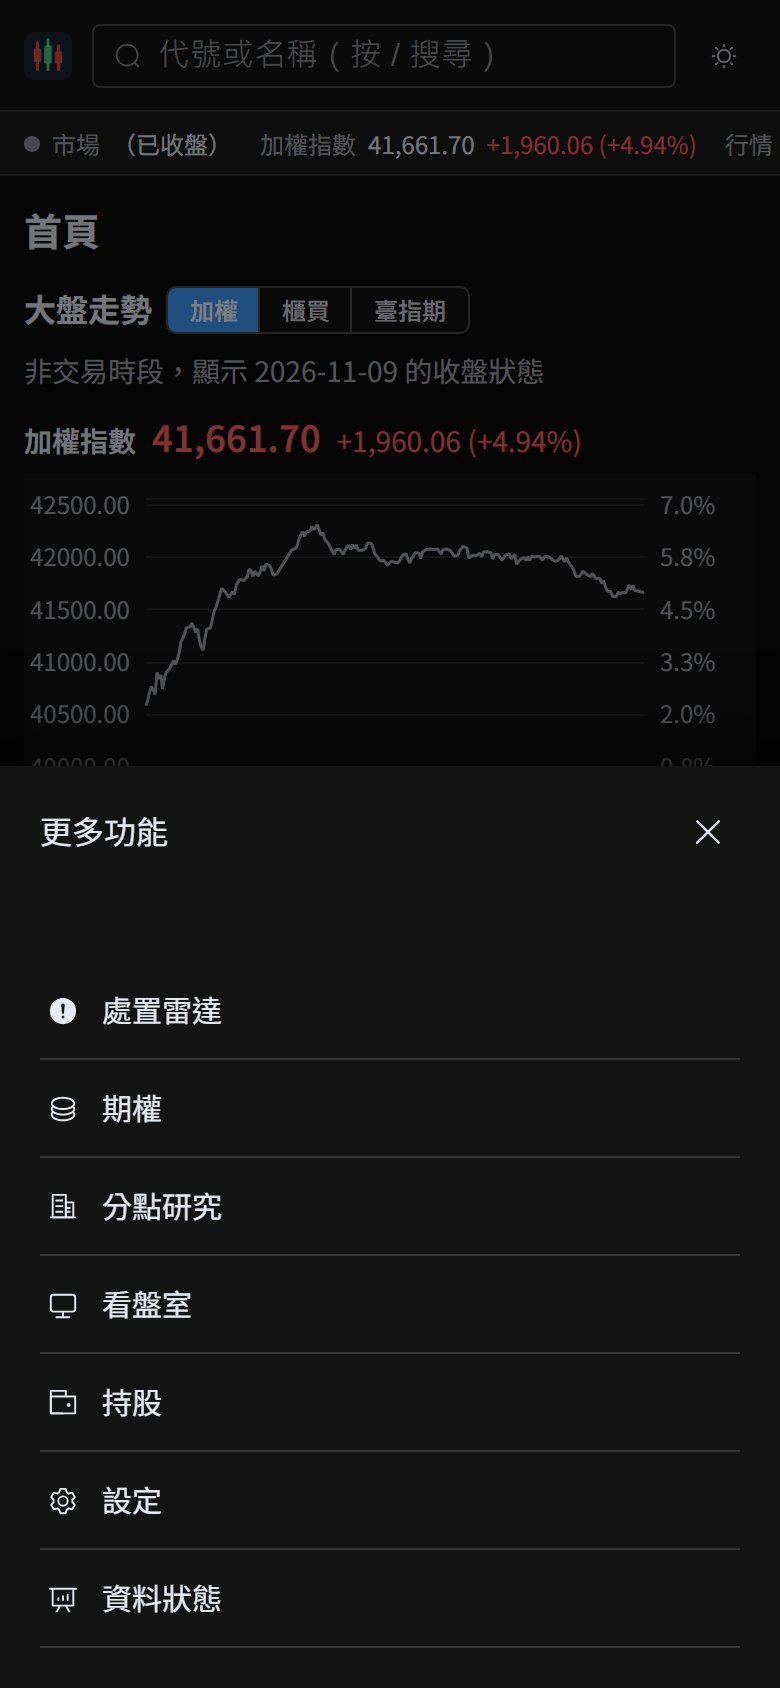 代號或名稱 ( 按 / 搜尋 )
市場 （已收盤） 加權指數 41,661.70 +1,960.06 (+4.94%) 行情
首頁
大盤走勢 加權 櫃買 臺指期
非交易時段，顯示 2026-11-09 的收盤狀態
加權指數 41,661.70 +1,960.06 (+4.94%)
42500.00 7.0%
42000.00 5.8%
41500.00 4.5%
41000.00 3.3%
40500.00 2.0%
40000.00 0.8%
更多功能
處置雷達
期權
分點研究
看盤室
持股
設定
資料狀態